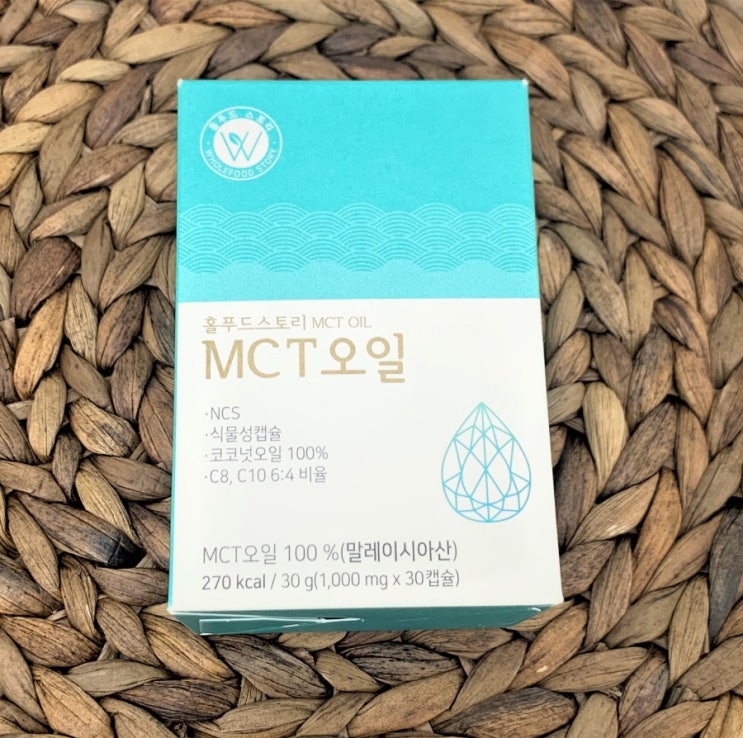 홀푸드 스토리
W
WHOLEFOOD STORY
홀푸드스토리 MCT OIL
MCT오일
·NCS
·식물성캡슐
·코코넛오일 100%
·C8, C10 6:4 비율
MCT오일 100 %(말레이시아산)
270 kcal / 30 g(1,000 mg x 30캡슐)